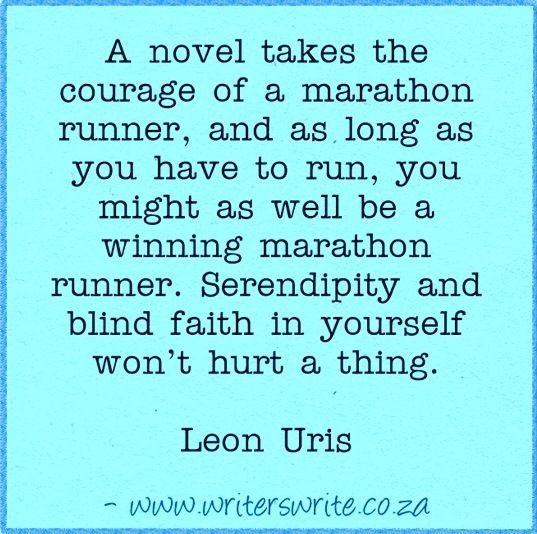 A novel takes the
courage of a marathon
runner, and as long as
you have to run, you
might as well be a
winning marathon
runner. Serendipity and
blind faith in yourself
won't hurt a thing.
Leon Uris
- www.writerswrite.co.za